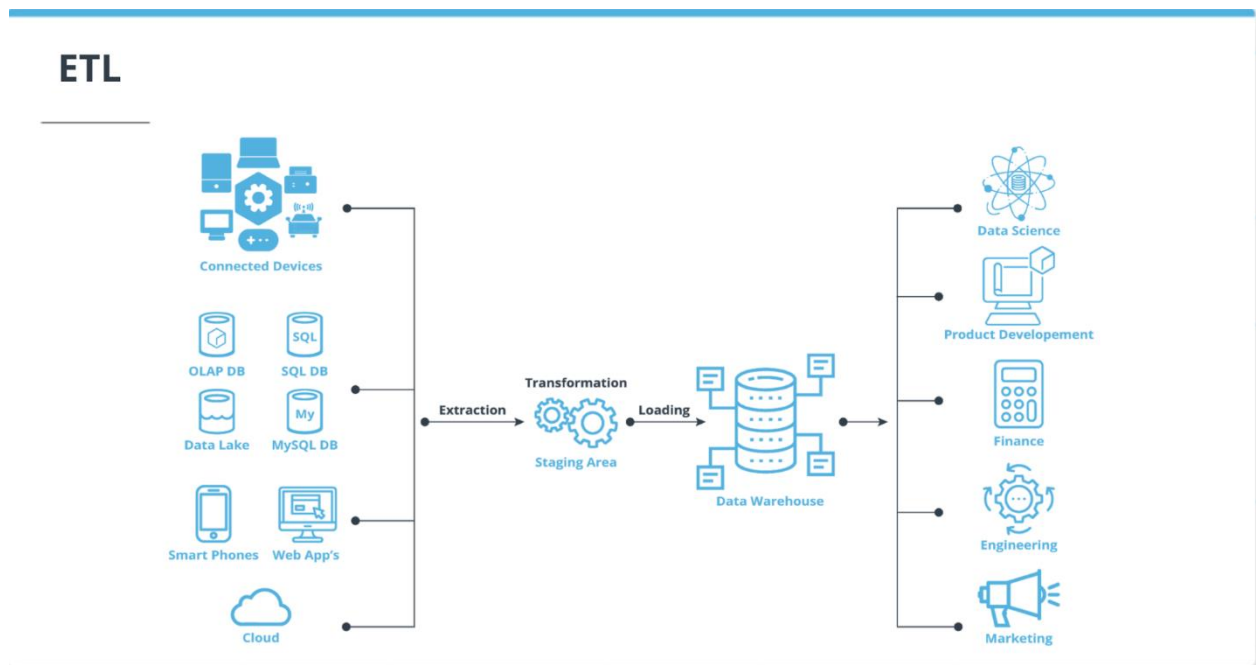 ETL
Connected Devices
OLAP DB
SQL
SQL DB
Data Lake
My
MySQL DB
Smart Phones
Web App's
Cloud
Extraction
Transformation
Staging Area
Loading
Data Warehouse
Data Science
Product Developement
Finance
Engineering
Marketing